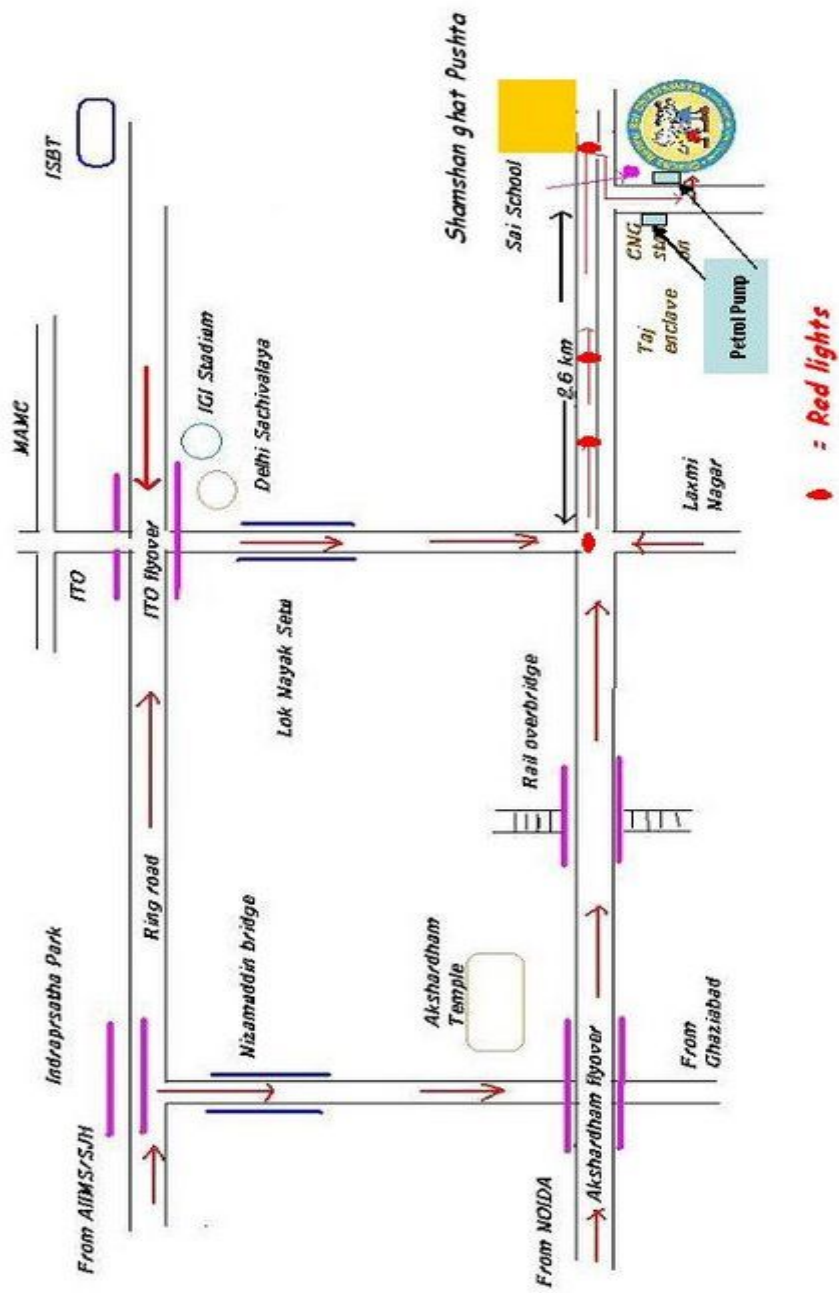 MAMC
ISBT
Indraprsatha Park
ITO
From AIIMS/SJH
Ring road
ITO flyover
IGI Stadium
Delhi Sachivalaya
Nizamuddin bridge
Lok Nayak Setu
Akshardham
Temple
Shamshan ghat Pushta
Sai School
Rail overbridge
From NOIDA
2.6 km
Akshardham flyover
From
Ghaziabad
Laxmi
Nagar
Taj
enclave
CNG
Petrol Pump
= Red lights